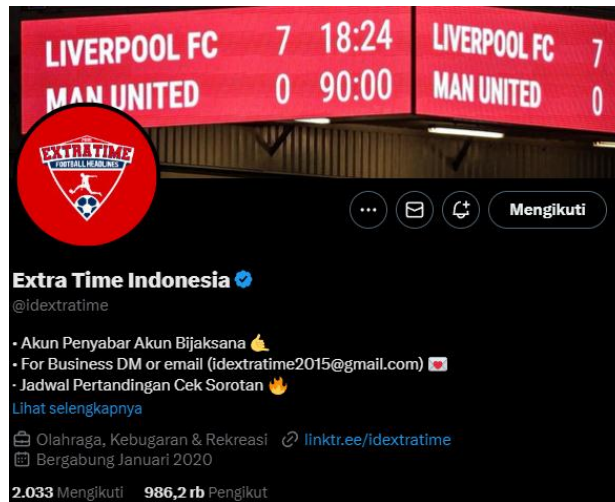 LIVERPOOL FC 7 18:24
MAN UNITED 0 90:00
LIVERPOOL FC 7
MAN UNITED 0
EXTRATIME
FOOTBALL HEADLINES
Mengikuti
Extra Time Indonesia
@idextratime
• Akun Penyabar Akun Bijaksana 🤙
• For Business DM or email (idextratime2015@gmail.com) 💌
• Jadwal Pertandingan Cek Sorotan 🔥
Lihat selengkapnya
Olahraga, Kebugaran & Rekreasi linktr.ee/idextratime
Bergabung Januari 2020
2.033 Mengikuti 986,2 rb Pengikut